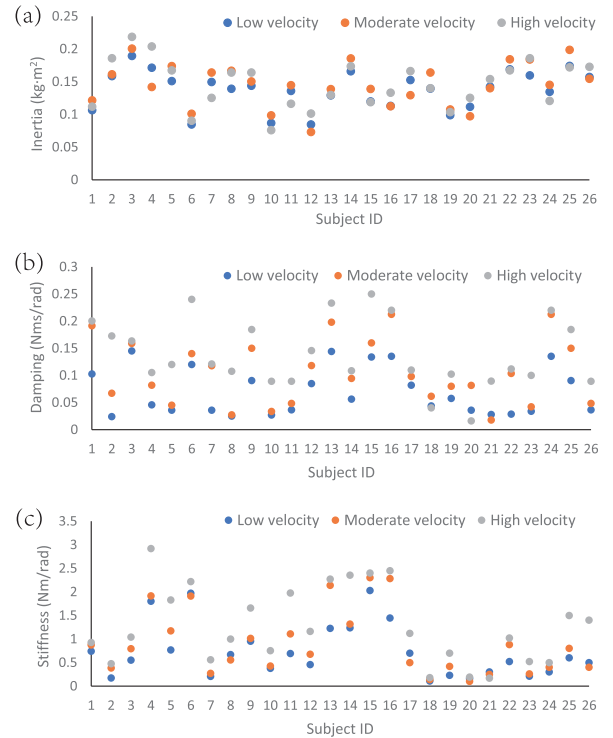 (a)
0.25
0.2
0.15
0.1
0.05
0
Inertia (kg·m²)
Low velocity Moderate velocity High velocity
1 2 3 4 5 6 7 8 9 10 11 12 13 14 15 16 17 18 19 20 21 22 23 24 25 26
Subject ID
(b)
0.3
0.25
0.2
0.15
0.1
0.05
0
Damping (Nms/rad)
Low velocity Moderate velocity High velocity
1 2 3 4 5 6 7 8 9 10 11 12 13 14 15 16 17 18 19 20 21 22 23 24 25 26
Subject ID
(c)
3.5
3
2.5
2
1.5
1
0.5
0
Stiffness (Nm/rad)
Low velocity Moderate velocity High velocity
1 2 3 4 5 6 7 8 9 10 11 12 13 14 15 16 17 18 19 20 21 22 23 24 25 26
Subject ID